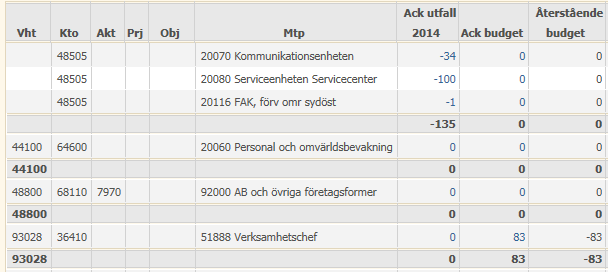 Ack utfall Återstående
Vht Kto Akt Prj Obj Mtp 2014 Ack budget budget
48505 20070 Kommunikationsenheten -34 0 0
48505 20080 Serviceenheten Servicecenter -100 0 0
48505 20116 FAK, förv omr sydöst -1 0 0
-135 0 0
44100 64600 20060 Personal och omvärldsbevakning 0 0 0
44100 0 0 0
48800 68110 7970 92000 AB och övriga företagsformer 0 0 0
48800 0 0 0
93028 36410 51888 Verksamhetschef 0 83 -83
93028 0 83 -83